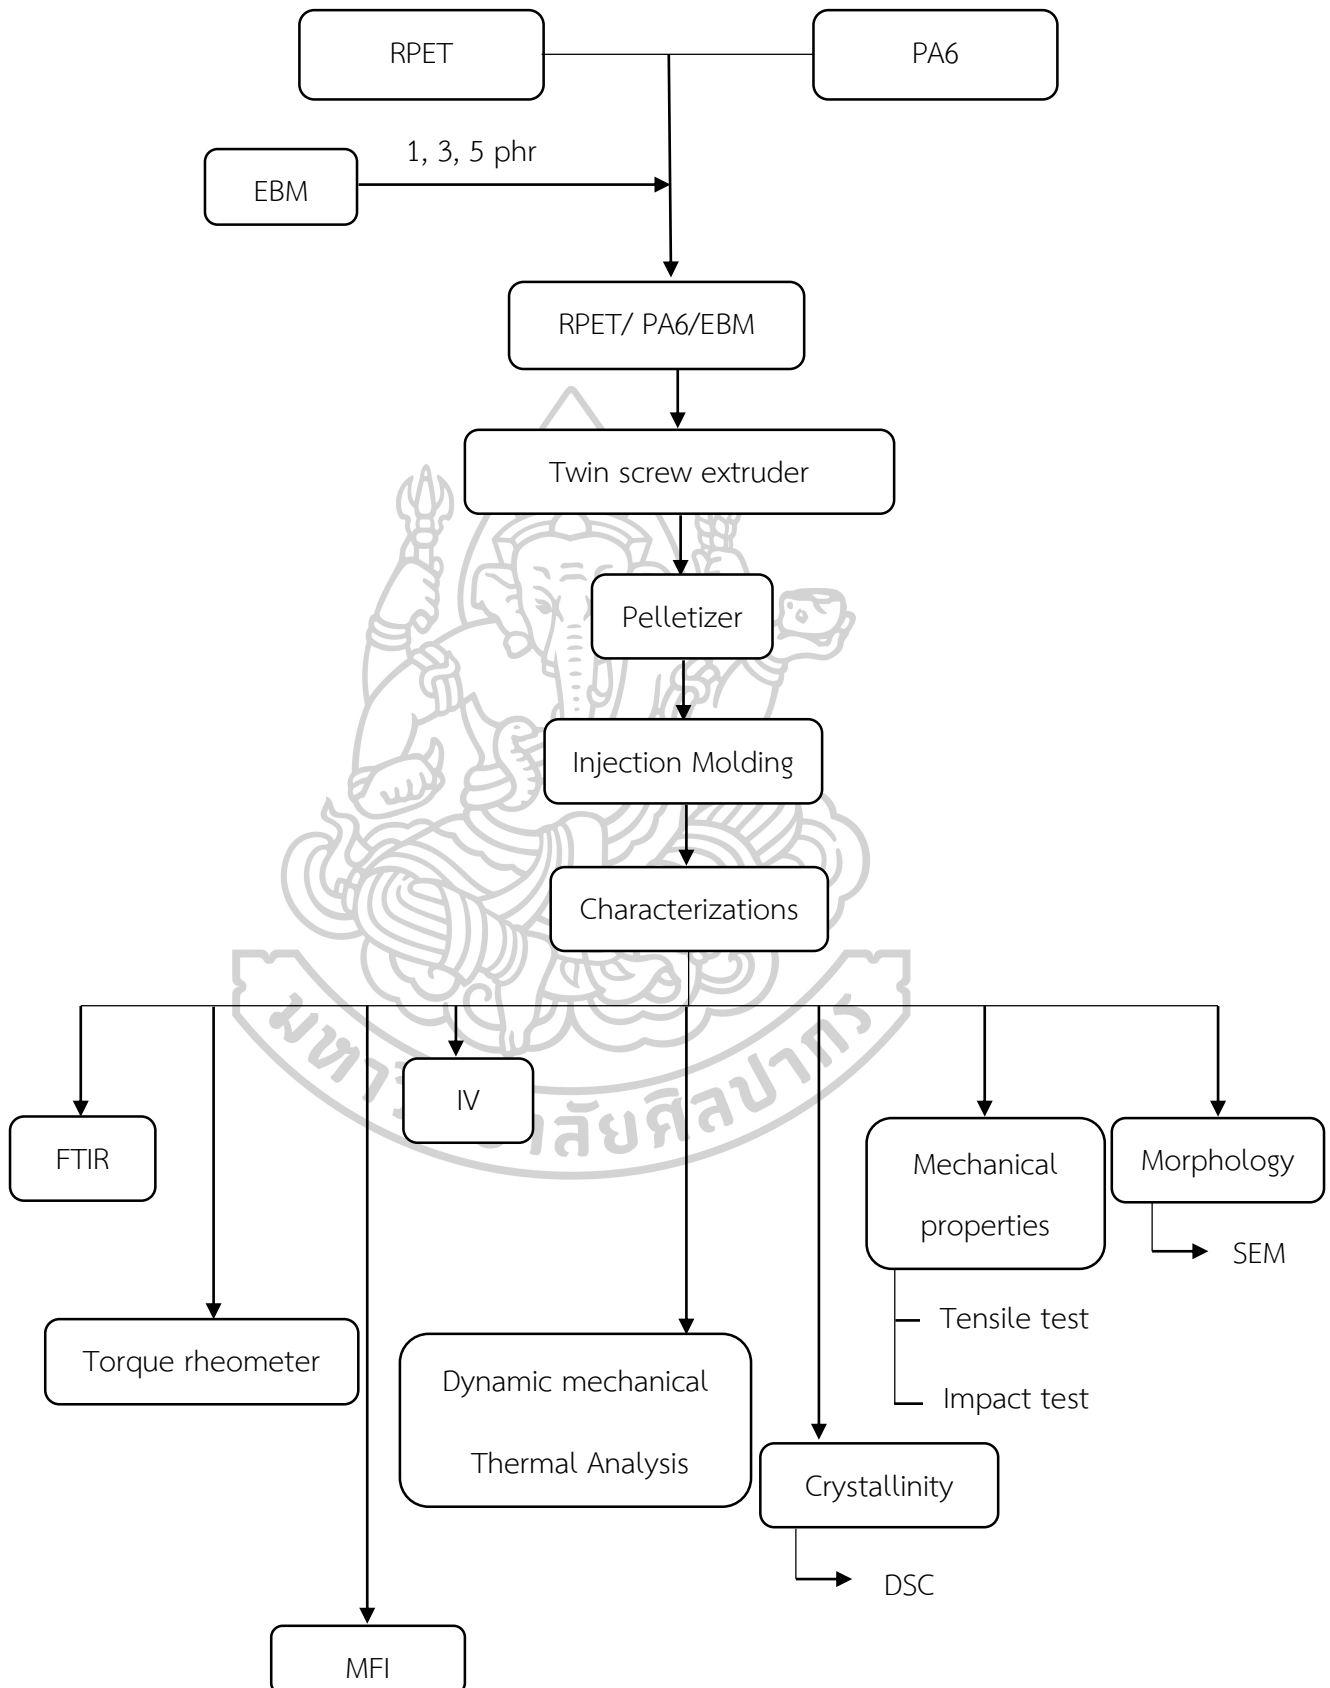 RPET
PA6
1, 3, 5 phr
EBM
RPET/ PA6/EBM
Twin screw extruder
Pelletizer
Injection Molding
Characterizations
IV
FTIR
Mechanical
properties
Morphology
SEM
Tensile test
Torque rheometer
Dynamic mechanical
Thermal Analysis
Impact test
Crystallinity
DSC
MFI